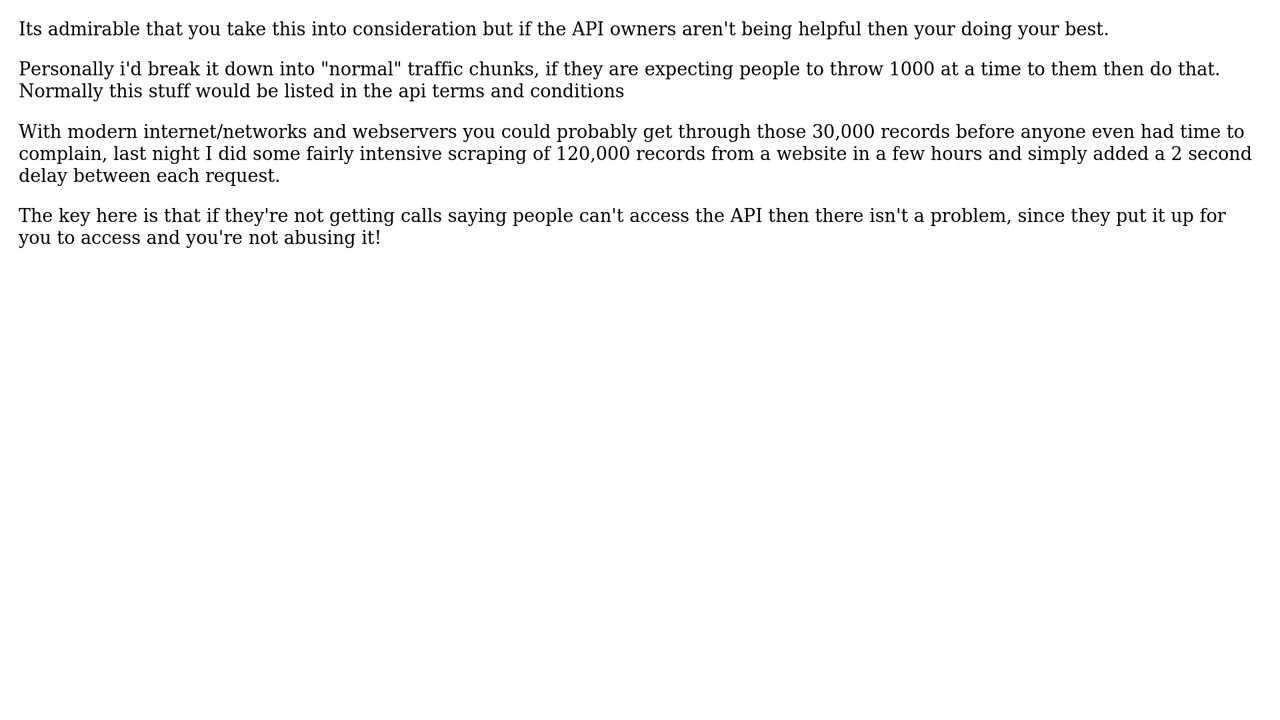 Its admirable that you take this into consideration but if the API owners aren't being helpful then your doing your best.
Personally i'd break it down into "normal" traffic chunks, if they are expecting people to throw 1000 at a time to them then do that.
Normally this stuff would be listed in the api terms and conditions
With modern internet/networks and webservers you could probably get through those 30,000 records before anyone even had time to
complain, last night I did some fairly intensive scraping of 120,000 records from a website in a few hours and simply added a 2 second
delay between each request.
The key here is that if they're not getting calls saying people can't access the API then there isn't a problem, since they put it up for
you to access and you're not abusing it!